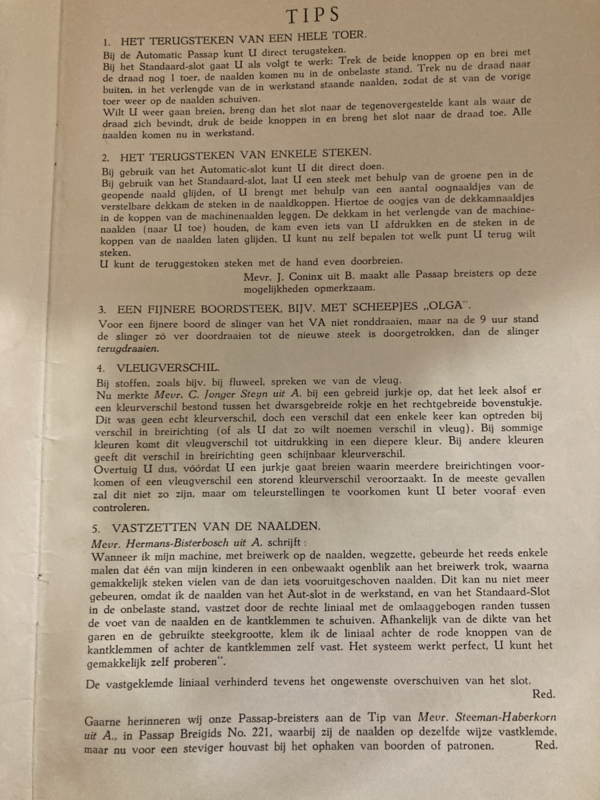 TIPS
1. HET TERUGSTEKEN VAN EEN HELE TOER.
Bij de Automatic Passap kunt U direct terugsteken.
Bij het Standaard-slot gaat U als volgt te werk: Trek de beide knoppen op en brei met
de draad nog 1 toer, de naalden komen nu in de onbelaste stand. Trek nu de draad naar
buiten, in het verlengde van de in werkstand staande naalden, zodat de st van de vorige
toer weer op de naalden schuiven.
Wilt U weer gaan breien, breng dan het slot naar de tegenovergestelde kant als waar de
draad zich bevindt, druk de beide knoppen in en breng het slot naar de draad toe. Alle
naalden komen nu in werkstand.
2. HET TERUGSTEKEN VAN ENKELE STEKEN.
Bij gebruik van het Automatic-slot kunt U dit direct doen.
Bij gebruik van het Standaard-slot, laat U een steek met behulp van de groene pen in de
geopende naald glijden, of U brengt met behulp van een aantal oognaaldjes van de
verstelbare dekkam de steken in de naaldkoppen. Hiertoe de oogjes van de dekkamnaaldjes
in de koppen van de machinenaalden leggen. De dekkam in het verlengde van de machine-
naalden (naar U toe) houden, de kam even iets van U afdrukken en de steken in de
koppen van de naalden laten glijden. U kunt nu zelf bepalen tot welk punt U terug wilt
steken.
U kunt de teruggestoken steken met de hand even doorbreien.
Mevr. J. Coninx uit B. maakt alle Passap breisters op deze
mogelijkheden opmerkzaam.
3. EEN FIJNERE BOORDSTEEK, BIJV. MET SCHEEPJES „OLGA".
Voor een fijnere boord de slinger van het VA niet ronddraaien, maar na de 9 uur stand
de slinger zó ver doordraaien tot de nieuwe steek is doorgetrokken, dan de slinger
terugdraaien.
4. VLEUGVERSCHIL.
Bij stoffen, zoals bijv. bij fluweel, spreken we van de vleug.
Nu merkte Mevr. C. Jonger Steyn uit A. bij een gebreid jurkje op, dat het leek alsof er
een kleurverschil bestond tussen het dwarsgebreide rokje en het rechtgebreide bovenstukje.
Dit was geen echt kleurverschil, doch een verschil dat een enkele keer kan optreden bij
verschil in breirichting (of als U dat zo wilt noemen verschil in vleug). Bij sommige
kleuren komt dit vleugverschil tot uitdrukking in een diepere kleur. Bij andere kleuren
geeft dit verschil in breirichting geen schijnbaar kleurverschil.
Overtuig U dus, vóórdat U een jurkje gaat breien waarin meerdere breirichtingen voor-
komen of een vleugverschil een storend kleurverschil veroorzaakt. In de meeste gevallen
zal dit niet zo zijn, maar om teleurstellingen te voorkomen kunt U beter vooraf even
controleren.
5. VASTZETTEN VAN DE NAALDEN.
Mevr. Hermans-Bisterbosch uit A. schrijft :
Wanneer ik mijn machine, met breiwerk op de naalden, wegzette, gebeurde het reeds enkele
malen dat één van mijn kinderen in een onbewaakt ogenblik aan het breiwerk trok, waarna
gemakkelijk steken vielen van de dan iets vooruitgeschoven naalden. Dit kan nu niet meer
gebeuren, omdat ik de naalden van het Aut-slot in de werkstand, en van het Standaard-Slot
in de onbelaste stand, vastzet door de rechte liniaal met de omlaaggebogen randen tussen
de voet van de naalden en de kantklemmen te schuiven. Afhankelijk van de dikte van het
garen en de gebruikte steekgrootte, klem ik de liniaal achter de rode knoppen van de
kantklemmen of achter de kantklemmen zelf vast. Het systeem werkt perfect, U kunt het
gemakkelijk zelf proberen".
De vastgeklemde liniaal verhinderd tevens het ongewenste overschuiven van het slot.
Red.
Gaarne herinneren wij onze Passap-breisters aan de Tip van Mevr. Steeman-Haberkorn
uit A., in Passap Breigids No. 221, waarbij zij de naalden op dezelfde wijze vastklemde,
maar nu voor een steviger houvast bij het ophaken van boorden of patronen. Red.